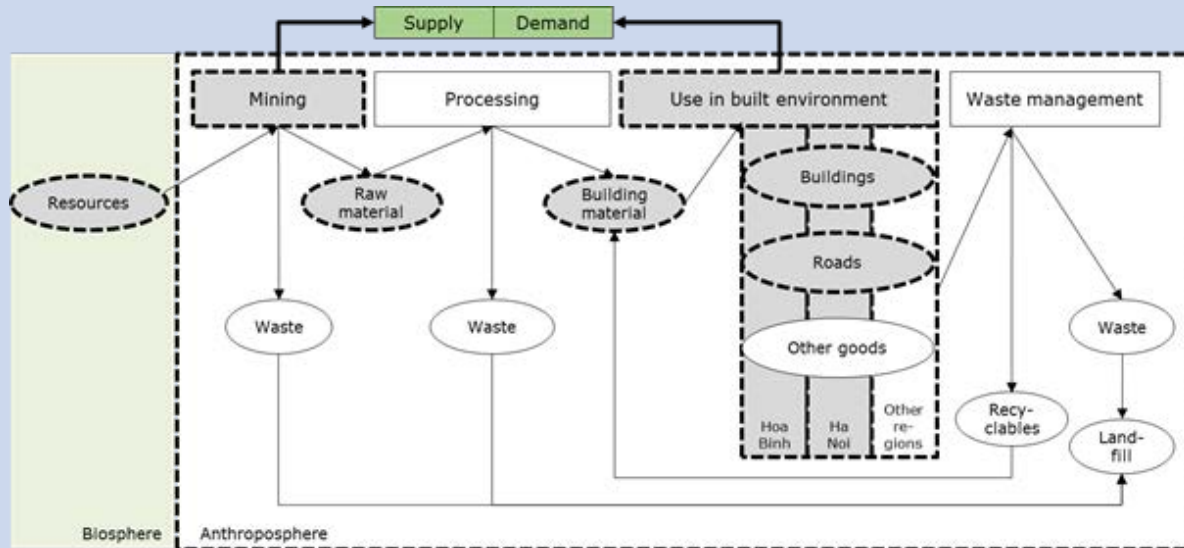 Supply Demand
Mining
Processing
Use in built environment
Waste management
Resources
Raw
material
Building
material
Buildings
Roads
Other goods
Waste
Waste
Waste
Hoa
Binh
Ha
Noi
Other
re-
gions
Recy-
clables
Land-
fill
Biosphere
Anthroposphere